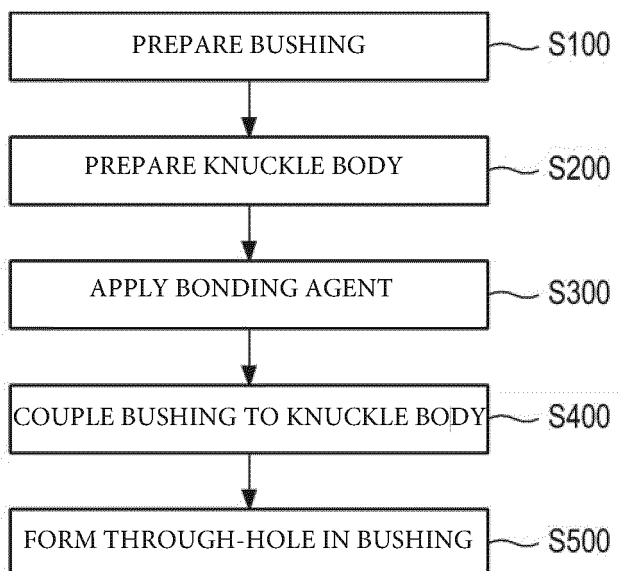 PREPARE BUSHING
S100
PREPARE KNUCKLE BODY
S200
APPLY BONDING AGENT
S300
COUPLE BUSHING TO KNUCKLE BODY
S400
FORM THROUGH-HOLE IN BUSHING
S500